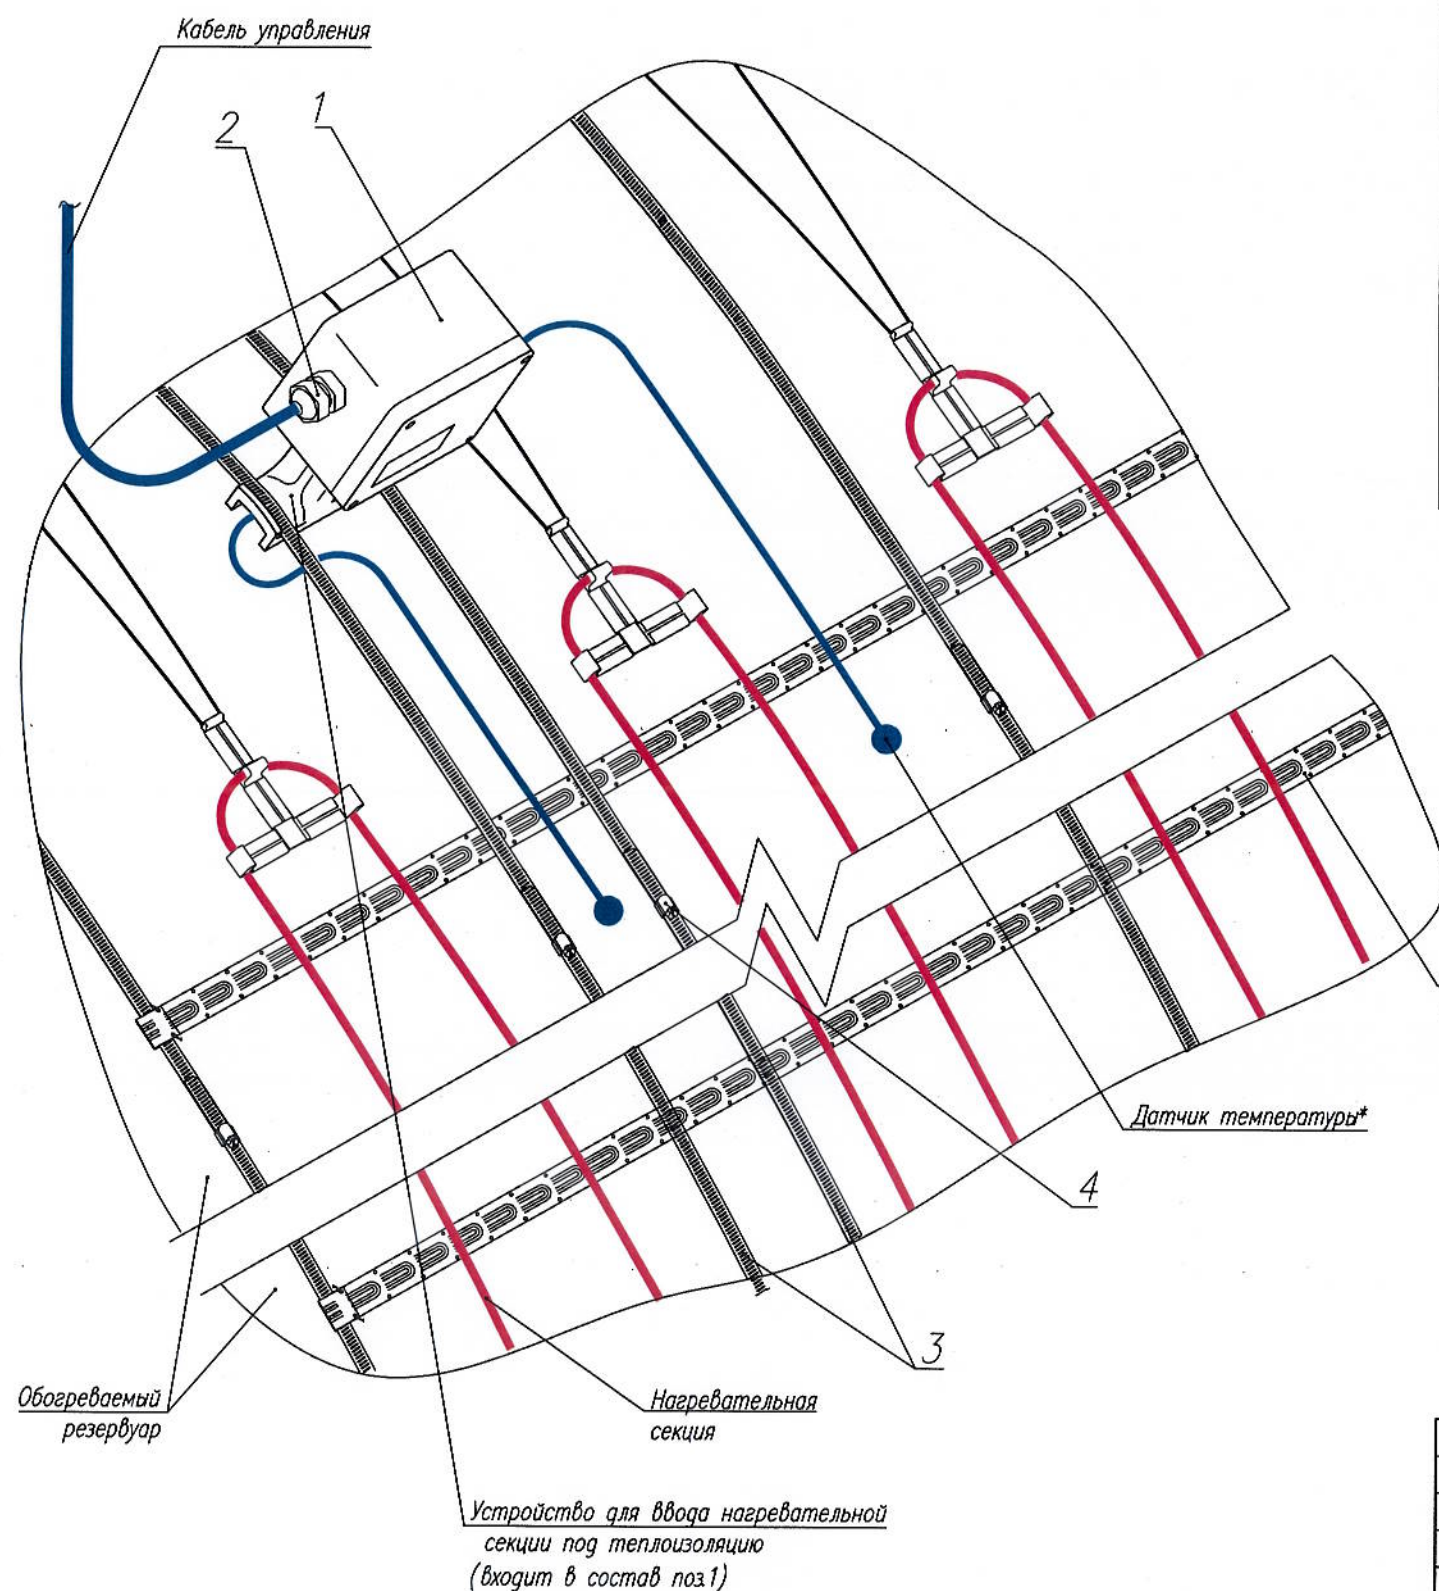 Кабель управления
1
2
Датчик температуры*
4
3
Обогреваемый
резервуар
Нагревательная
секция
Устройство для ввода нагревательной
секции под теплоизоляцию
(входит в состав поз.1)